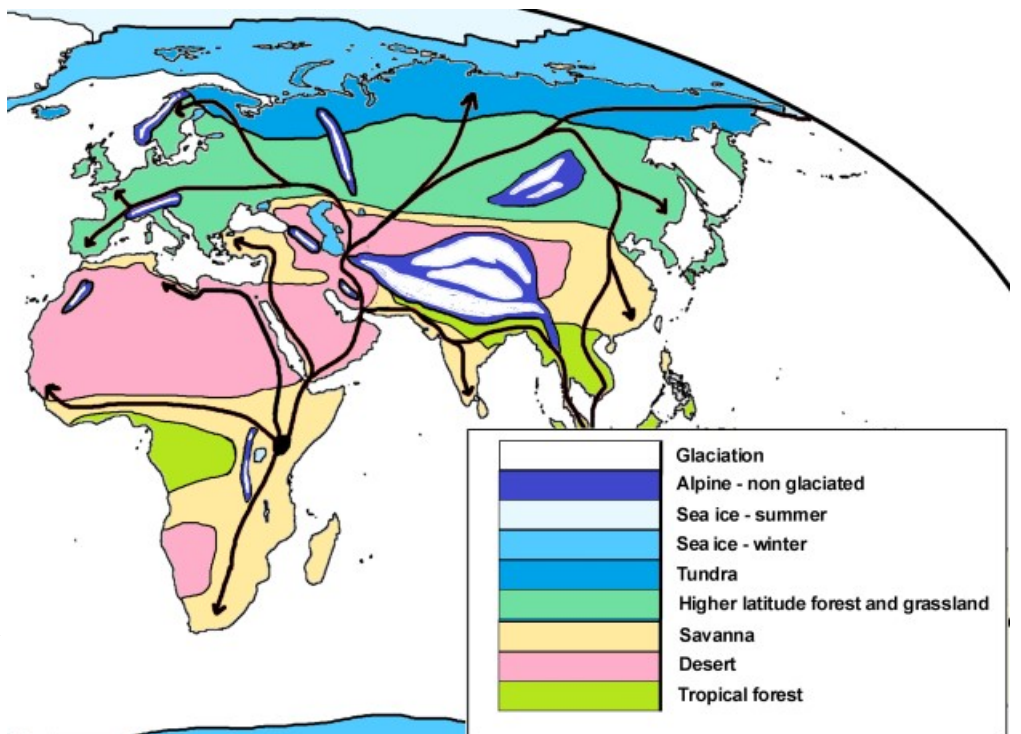 Glaciation
Alpine - non glaciated
Sea ice - summer
Sea ice - winter
Tundra
Higher latitude forest and grassland
Savanna
Desert
Tropical forest